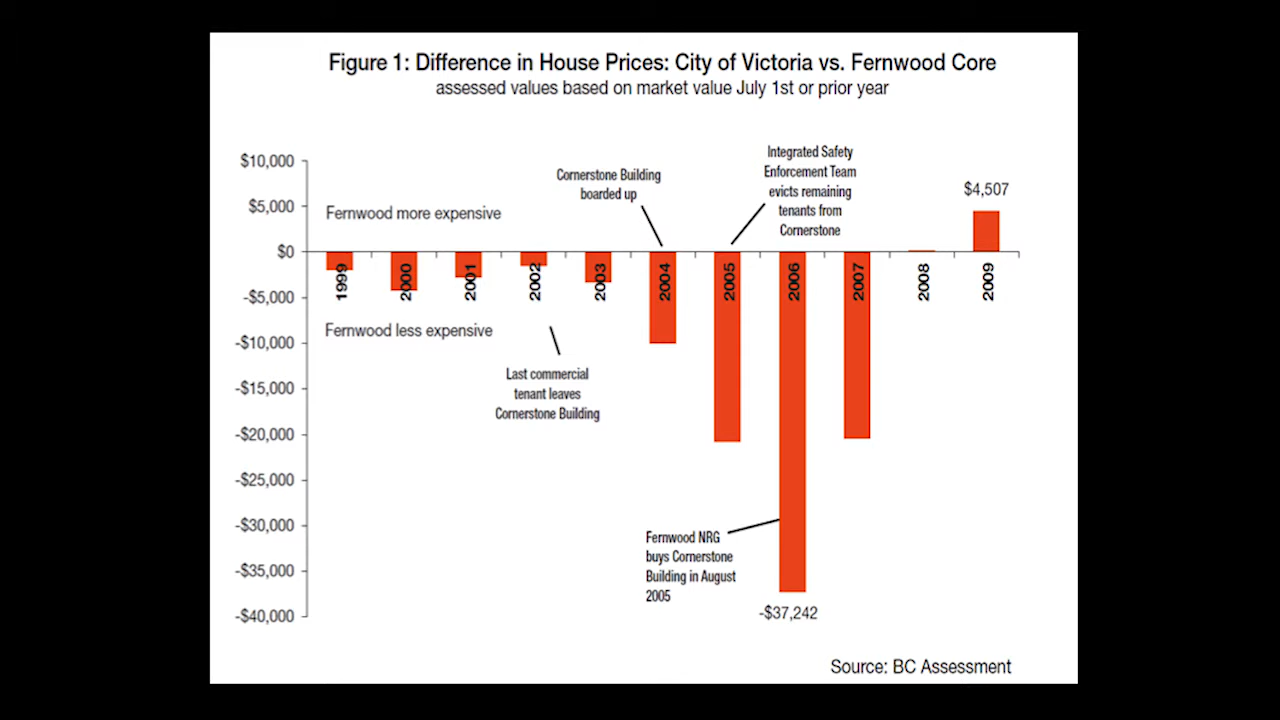 Figure 1: Difference in House Prices: City of Victoria vs. Fernwood Core
assessed values based on market value July 1st or prior year
$10,000
$5,000
$0
-$5,000
-$10,000
-$15,000
-$20,000
-$25,000
-$30,000
-$35,000
-$40,000
Fernwood more expensive
Fernwood less expensive
Cornerstone Building
boarded up
Integrated Safety
Enforcement Team
evicts remaining
tenants from
Cornerstone
$4,507
1999
2000
2001
2002
2003
2004
2005
2006
2007
2008
2009
Last commercial
tenant leaves
Cornerstone Building
Fernwood NRG
buys Cornerstone
Building in August
2005
-$37,242
Source: BC Assessment